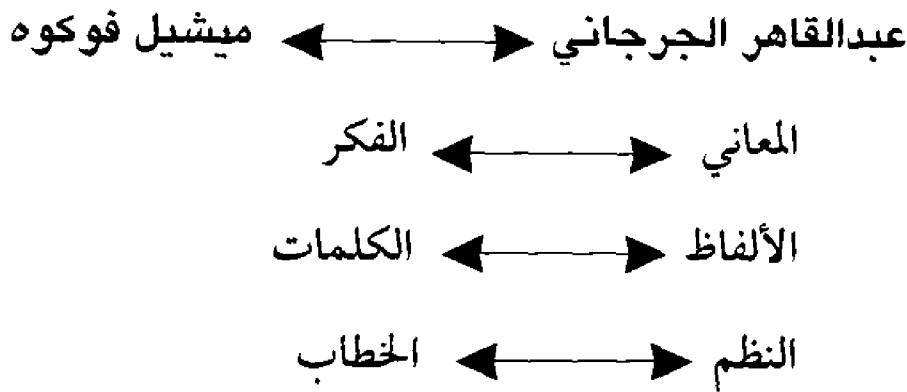 عبدالقاهر الجرجاني ميشيل فوكوه
المعاني الفكر
الألفاظ الكلمات
النظم الخطاب